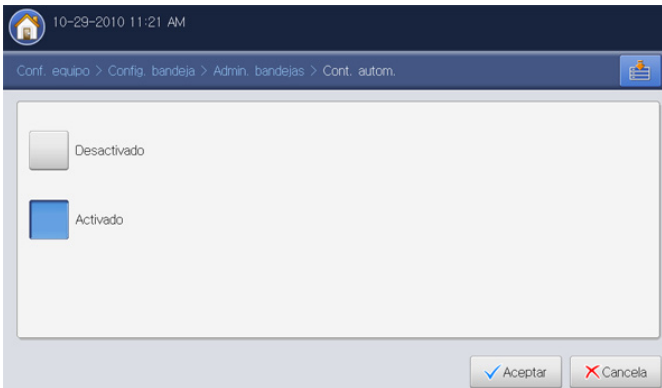 10-29-2010 11:21 AM
Conf. equipo > Config. bandeja > Admin. bandejas > Cont. autom.
Desactivado
Activado
Aceptar Cancela